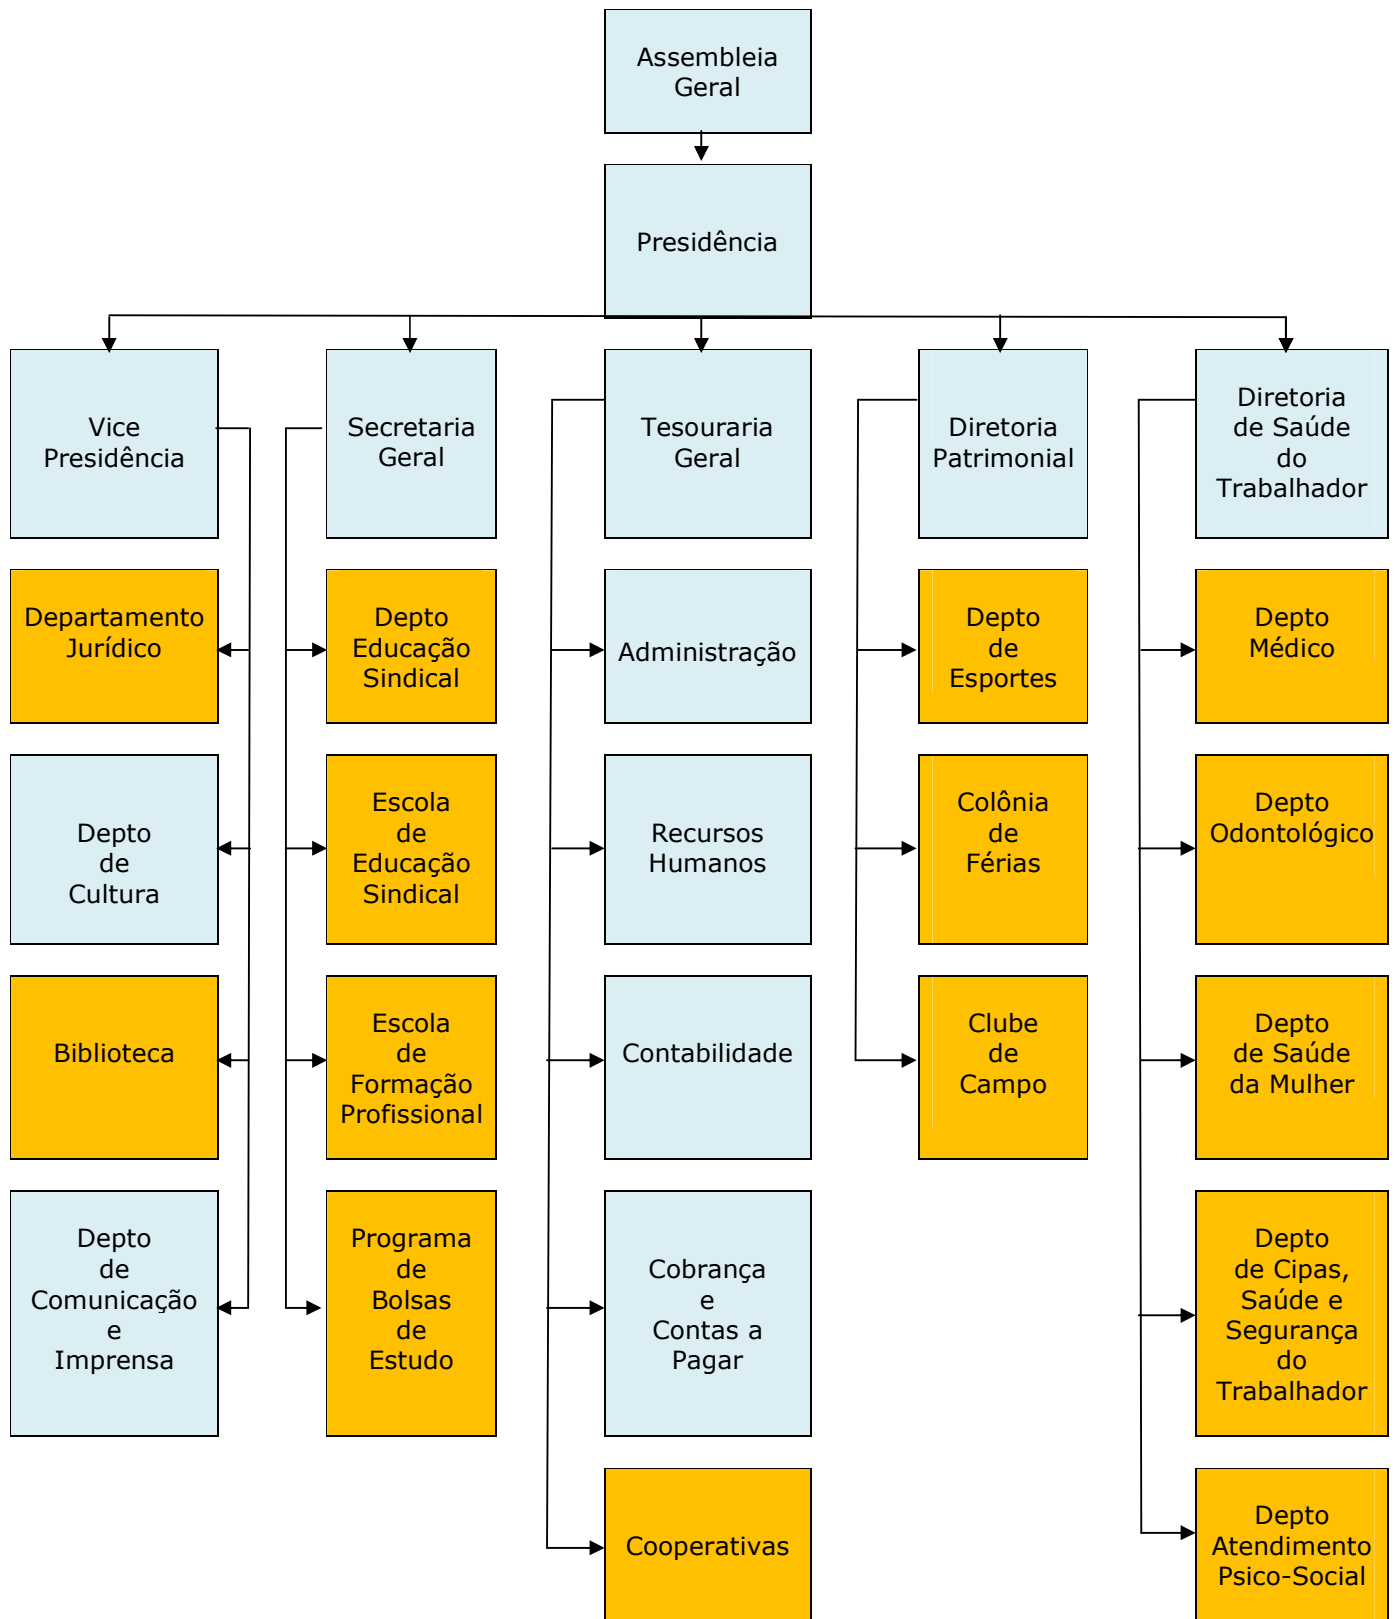 Assembleia
Geral
Presidência
Vice
Presidência
Secretaria
Geral
Tesouraria
Geral
Diretoria
Patrimonial
Diretoria
de Saúde
do
Trabalhador
Departamento
Jurídico
Depto
Educação
Sindical
Administração
Depto
de
Esportes
Depto
Médico
Depto
de
Cultura
Escola
de
Educação
Sindical
Recursos
Humanos
Colônia
de
Férias
Depto
Odontológico
Biblioteca
Escola
de
Formação
Profissional
Contabilidade
Clube
de
Campo
Depto
de Saúde
da Mulher
Depto
de
Comunicação
e
Imprensa
Programa
de
Bolsas
de
Estudo
Cobrança
e
Contas a
Pagar
Depto
de Cipas,
Saúde e
Segurança
do
Trabalhador
Cooperativas
Depto
Atendimento
Psico-Social